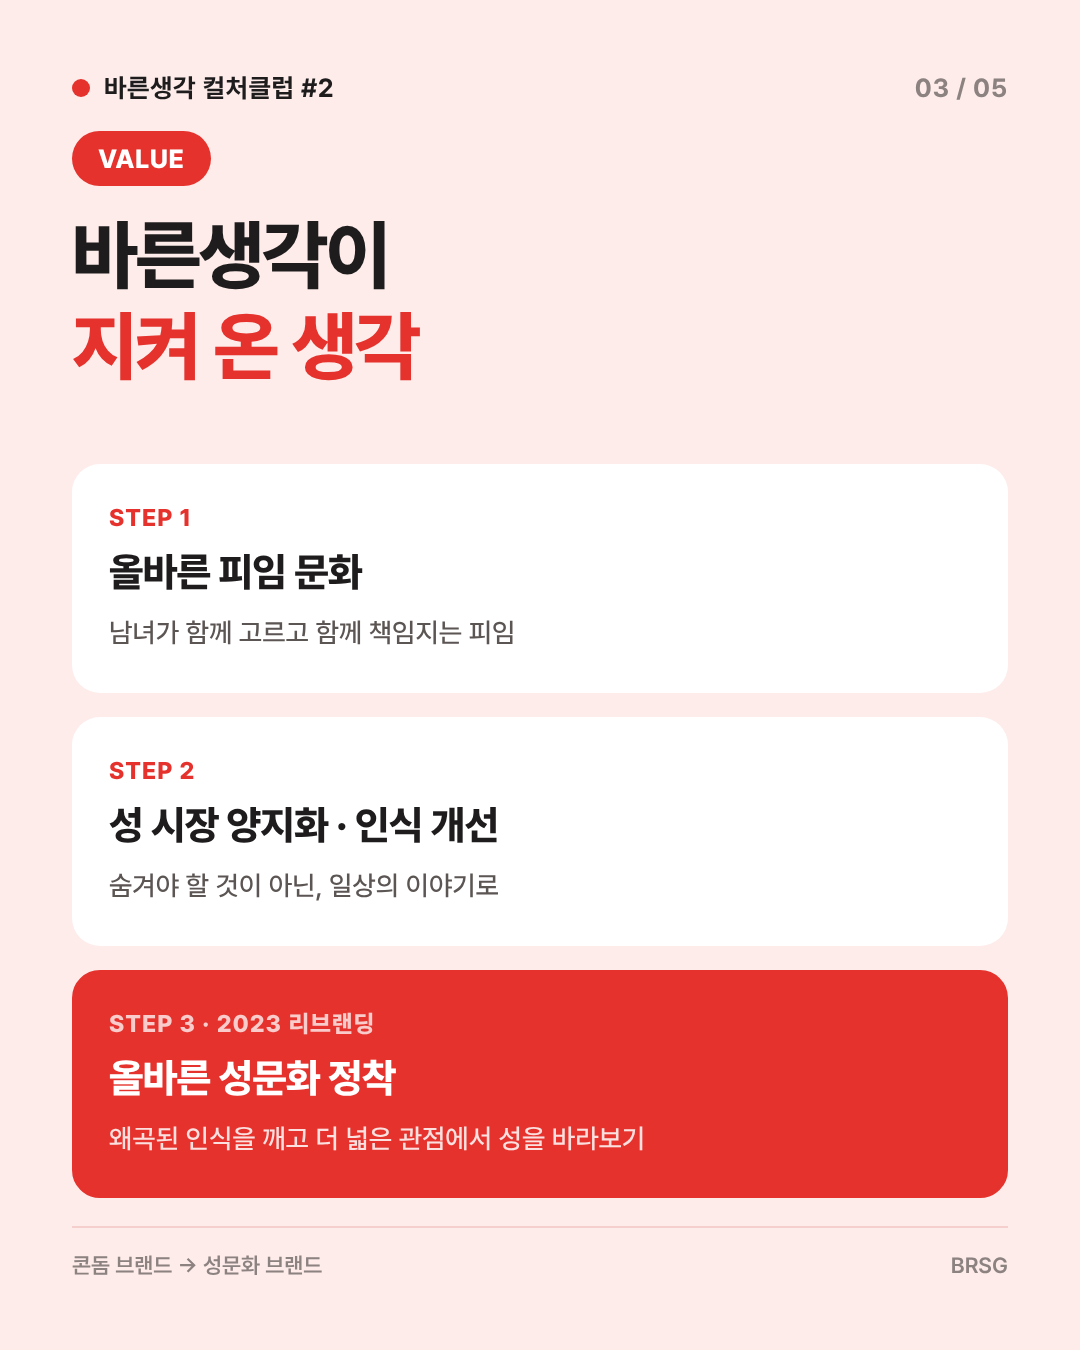 바른생각 컬처클럽 #2
03 / 05
VALUE
바른생각이
지켜 온 생각
STEP 1
올바른 피임 문화
남녀가 함께 고르고 함께 책임지는 피임
STEP 2
성 시장 양지화 · 인식 개선
숨겨야 할 것이 아닌, 일상의 이야기로
STEP 3 · 2023 리브랜딩
올바른 성문화 정착
왜곡된 인식을 깨고 더 넓은 관점에서 성을 바라보기
콘돔 브랜드 → 성문화 브랜드
BRSG